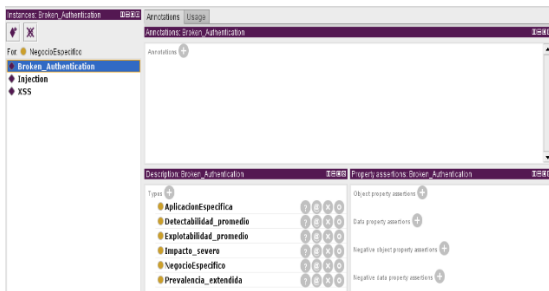 Instances: Broken_Authentication
For: NegocioEspecifico
Broken_Authentication
Injection
XSS
Annotations Usage
Annotations: Broken_Authentication
Annotations
Description: Broken_Authentication
Types
AplicacionEspecifica
Detectabilidad_promedio
Explotabilidad_promedio
Impacto_severo
NegocioEspecifico
Prevalencia_extendida
Property assertions: Broken_Authentication
Object property assertions
Data property assertions
Negative object property assertions
Negative data property assertions